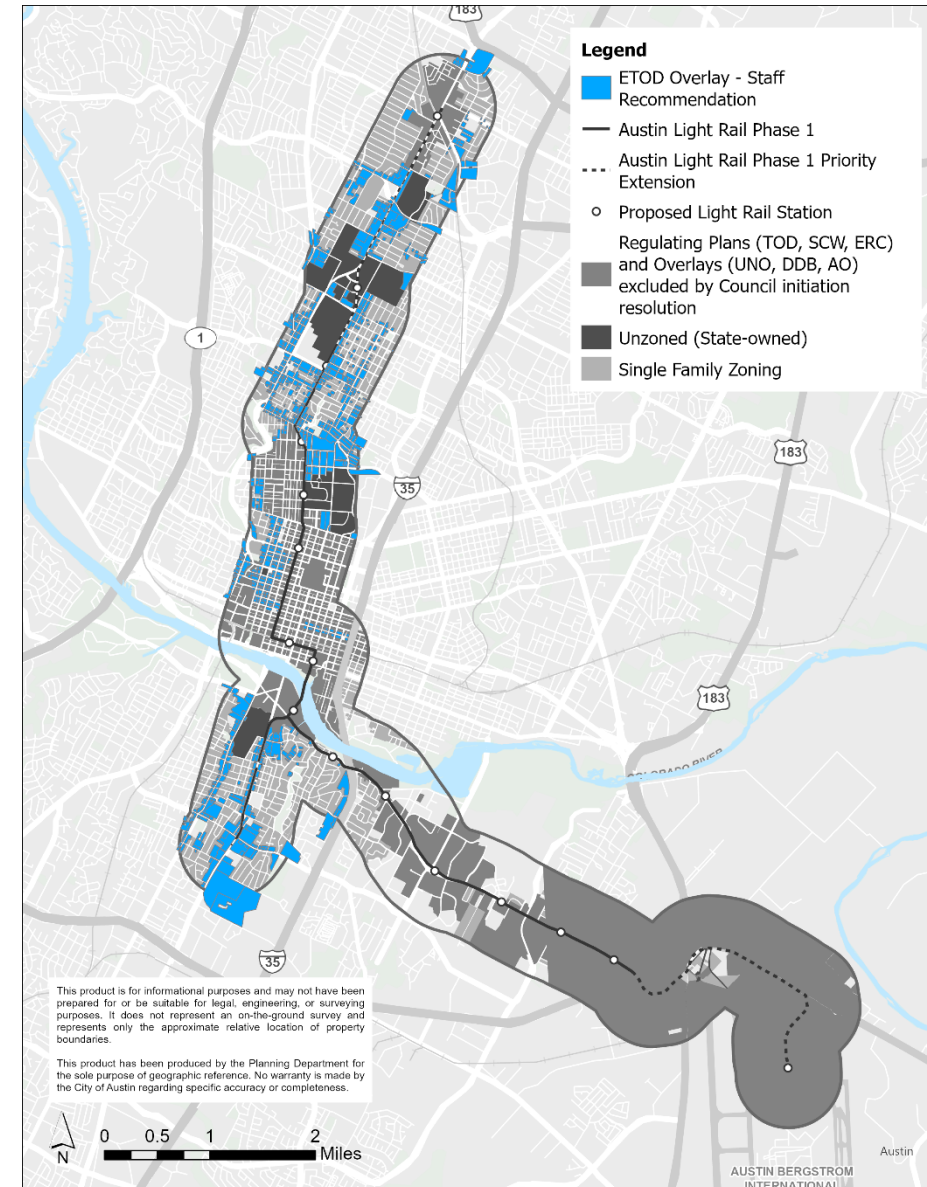 183
Legend
ETOD Overlay - Staff
Recommendation
Austin Light Rail Phase 1
Austin Light Rail Phase 1 Priority
Extension
Proposed Light Rail Station
Regulating Plans (TOD, SCW, ERC)
and Overlays (UNO, DDB, AO)
excluded by Council initiation
resolution
Unzoned (State-owned)
Single Family Zoning
1
183
35
183
COLORADO RIVER
35
This product is for informational purposes and may not have been
prepared for or be suitable for legal, engineering, or surveying
purposes. It does not represent an on-the-ground survey and
represents only the approximate relative location of property
boundaries.
This product has been produced by the Planning Department for
the sole purpose of geographic reference. No warranty is made by
the City of Austin regarding specific accuracy or completeness.
N
0 0.5 1 2
Miles
Austin
AUSTIN BERGSTROM
INTERNATIONAL